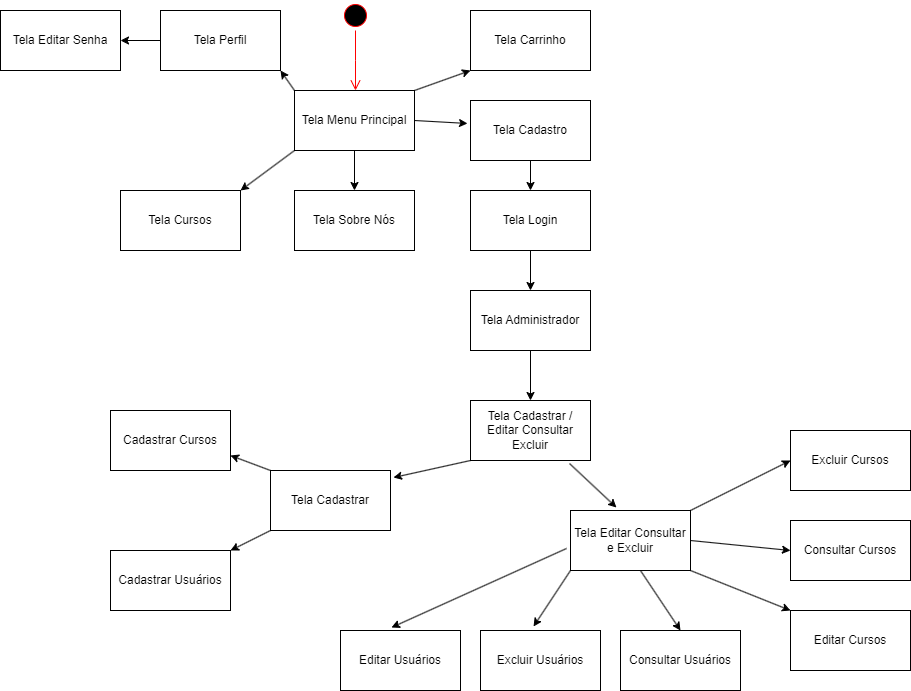 Tela Editar Senha
Tela Perfil
Tela Carrinho
Tela Menu Principal
Tela Cadastro
Tela Cursos
Tela Sobre Nós
Tela Login
Tela Administrador
Tela Cadastrar /
Editar Consultar
Excluir
Cadastrar Cursos
Excluir Cursos
Tela Cadastrar
Tela Editar Consultar
e Excluir
Consultar Cursos
Cadastrar Usuários
Editar Cursos
Editar Usuários
Excluir Usuários
Consultar Usuários